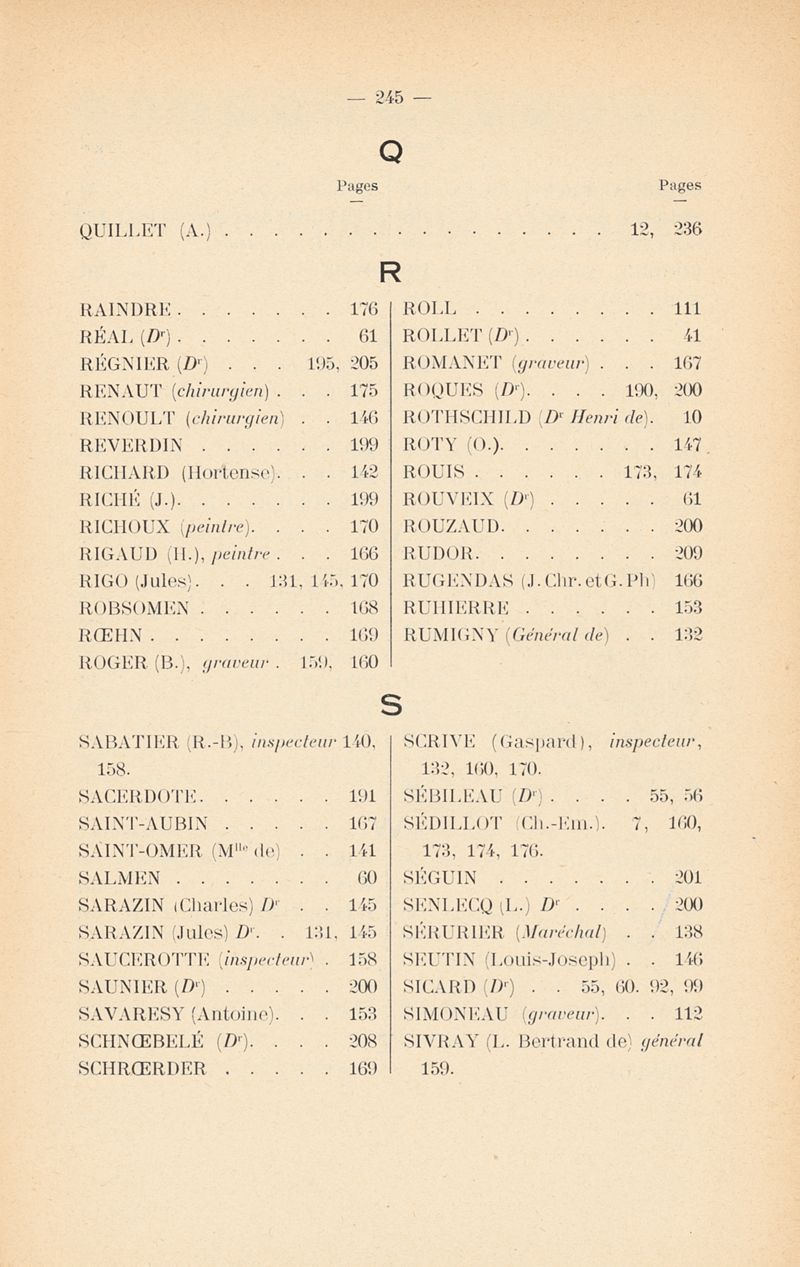 — 245 —
Q
Pages Pages
QUILLET (A.) . . . . . . . . . . . . . . . . 12, 236
R
RAINDRE . . . . . . . 176
RÉAL (Dr) . . . . . . . 61
RÉGNIER (Dr) . . . 195, 205
RENAUT (chirurgien) . . . 175
RENOULT (chirurgien) . . 146
REVERDIN . . . . . . 199
RICHARD (Hortense). . . 142
RICHÉ (J.). . . . . . . 199
RICHOUX (peintre). . . . 170
RIGAUD (H.), peintre . . . 166
RIGO (Jules). . . 131, 145, 170
ROBSOMEN . . . . . . 168
RŒHN . . . . . . . . 169
ROGER (B.), graveur . 159, 160
ROLL . . . . . . . . 111
ROLLET (Dr) . . . . . . 41
ROMANET (graveur) . . . 167
ROQUES (Dr). . . . 190, 200
ROTHSCHILD (Dr Henri de). 10
ROTY (O.). . . . . . . 147
ROUIS . . . . . . 173, 174
ROUVEIX (Dr) . . . . . 61
ROUZAUD. . . . . . . 200
RUDOR. . . . . . . . 209
RUGENDAS (J. Chr. et G. Ph) 166
RUHIERRE . . . . . . 153
RUMIGNY (Général de) . . 132
S
SABATIER (R.-B), inspecteur 140,
158.
SACERDOTE. . . . . . 191
SAINT-AUBIN . . . . . 167
SAINT-OMER (Mlle de) . . 141
SALMEN . . . . . . . 60
SARAZIN (Charles) Dr . . 145
SARAZIN (Jules) Dr. . 131, 145
SAUCEROTTE (inspecteur) . 158
SAUNIER (Dr) . . . . . 200
SAVARESY (Antoine). . . 153
SCHNŒBELÉ (Dr). . . . 208
SCHRŒRDER . . . . . 169
SCRIVE (Gaspard), inspecteur,
132, 160, 170.
SÉBILEAU (Dr) . . . . 55, 56
SÉDILLOT (Ch.-Em.). 7, 160,
173, 174, 176.
SÉGUIN . . . . . . . 201
SENLECQ (L.) Dr . . . . 200
SÉRURIER (Maréchal) . . 138
SEUTIN (Louis-Joseph) . . 146
SICARD (Dr) . . 55, 60. 92, 99
SIMONEAU (graveur). . . 112
SIVRAY (L. Bertrand de) général
159.